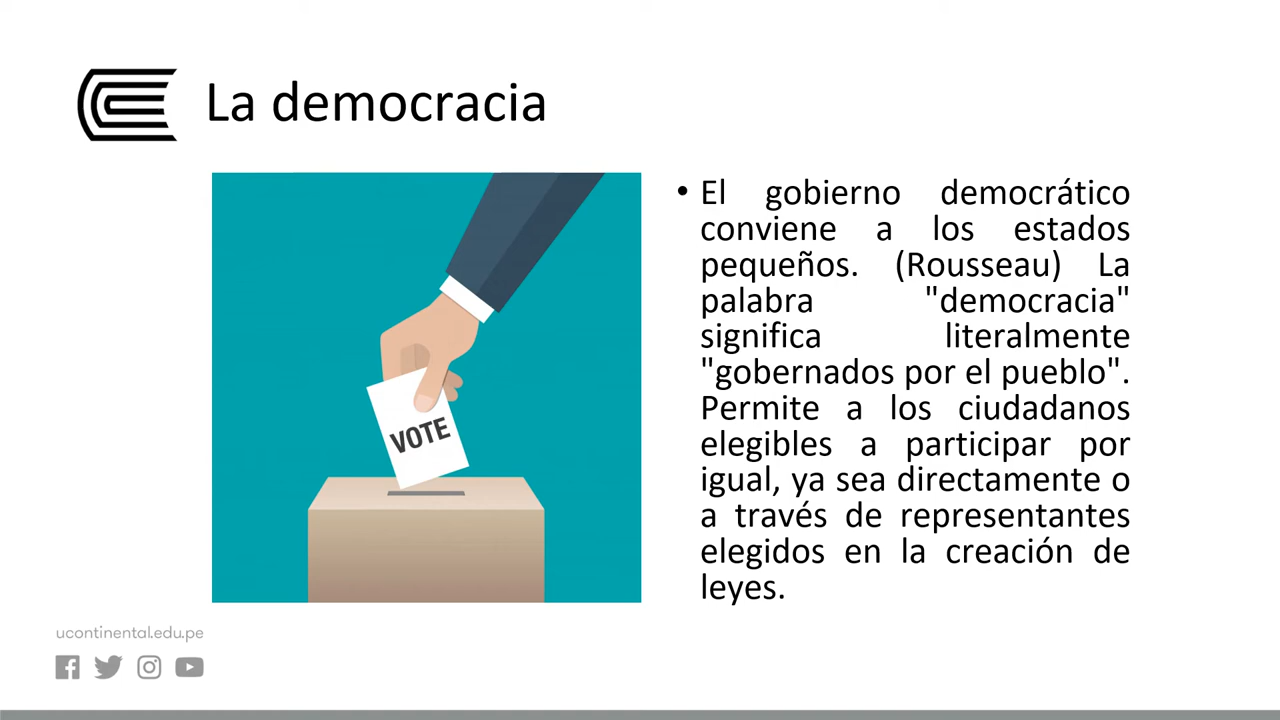 La democracia
• El gobierno democrático
conviene a los estados
pequeños. (Rousseau) La
palabra "democracia"
significa literalmente
"gobernados por el pueblo".
Permite a los ciudadanos
elegibles a participar por
igual, ya sea directamente o
a través de representantes
elegidos en la creación de
leyes.
VOTE
ucontinental.edu.pe